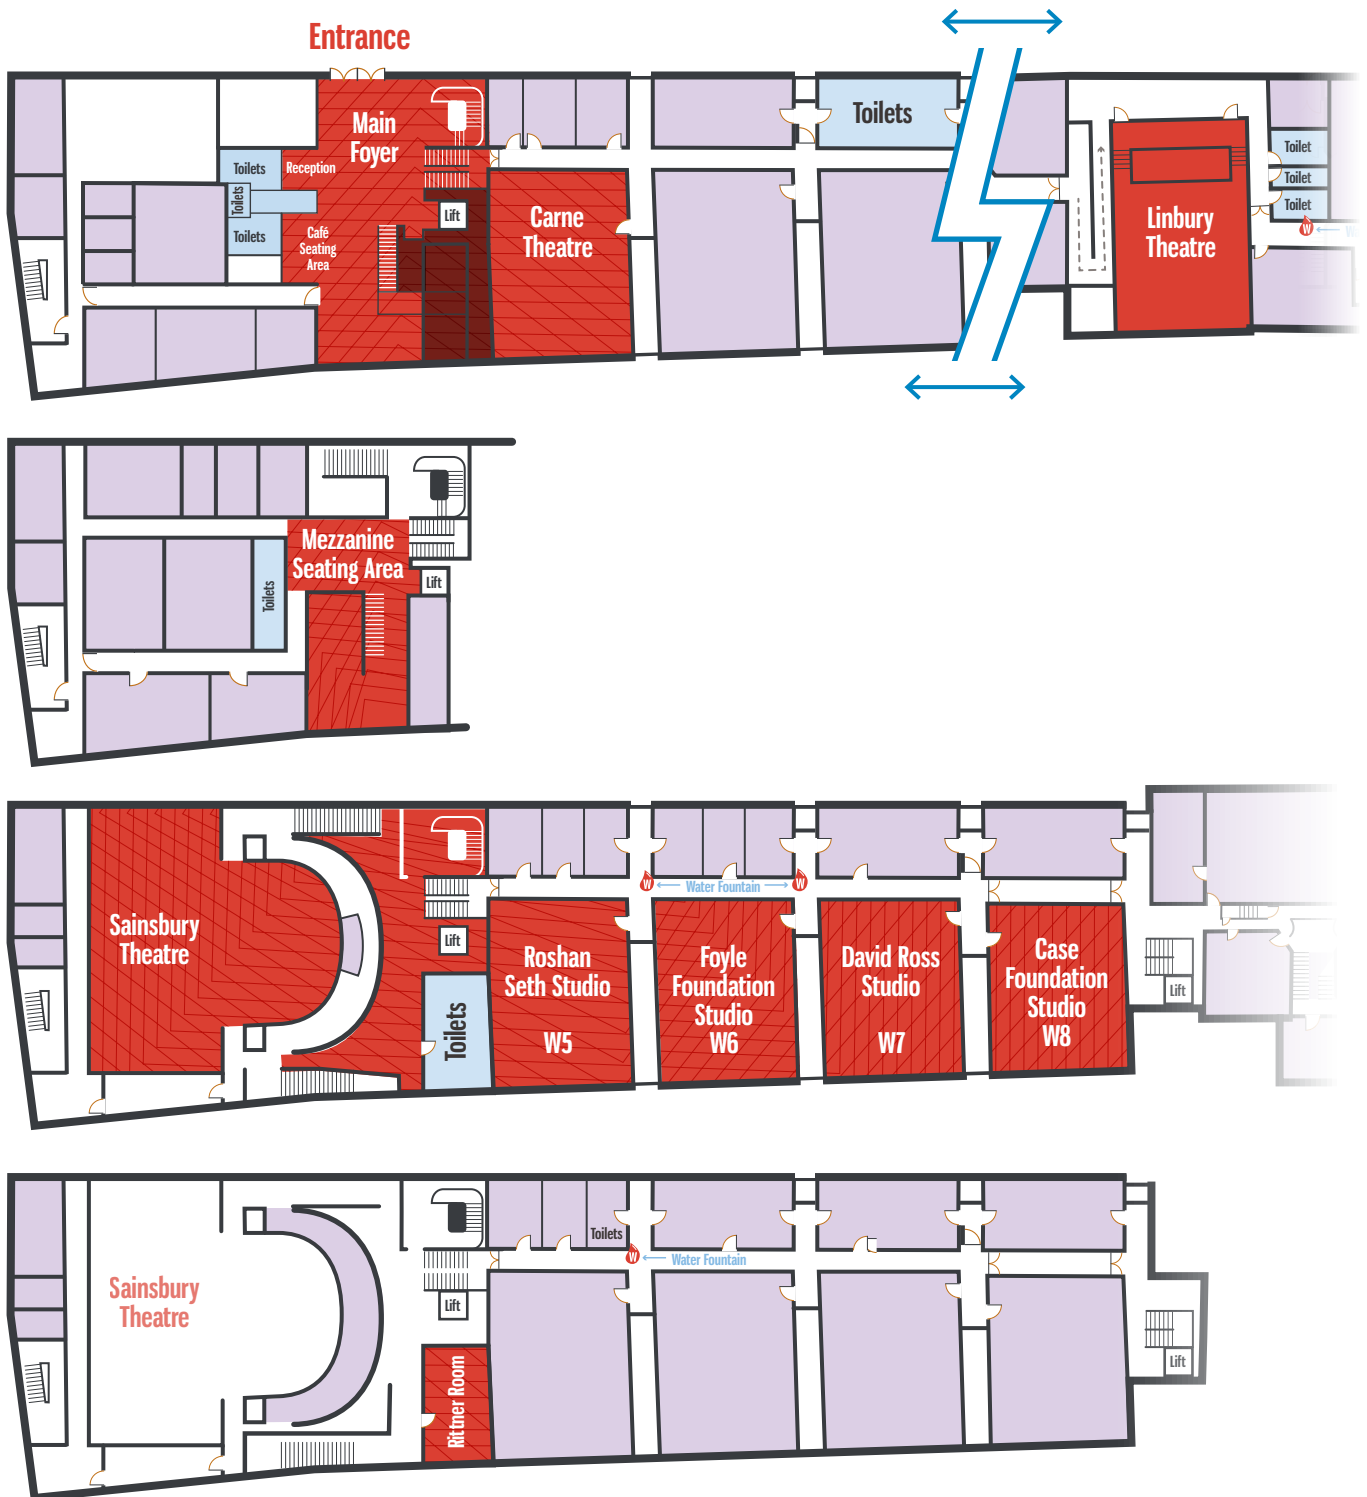 Entrance
Main
Foyer
Toilets
Toilets
Reception
Toilets
Toilets
Café
Seating
Area
Lift
Carne
Theatre
Linbury
Theatre
Toilet
Toilet
Toilet
W
Mezzanine
Seating Area
Toilets
Lift
Sainsbury
Theatre
Lift
Toilets
W
Water Fountain
W
Roshan
Seth Studio
W5
Foyle
Foundation
Studio
W6
David Ross
Studio
W7
Case
Foundation
Studio
W8
Lift
Sainsbury
Theatre
Lift
Rittner Room
Toilets
W
Water Fountain
Lift